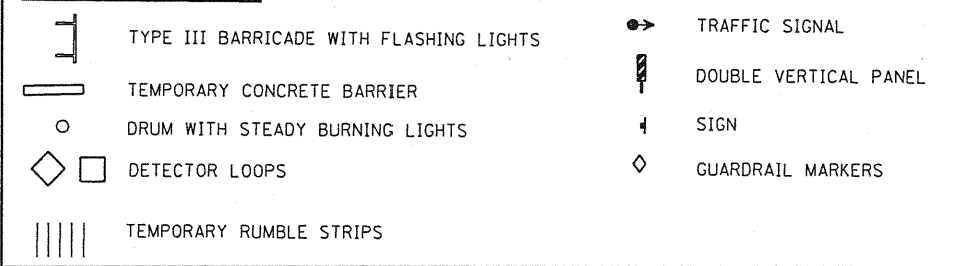 TYPE III BARRICADE WITH FLASHING LIGHTS
TEMPORARY CONCRETE BARRIER
DRUM WITH STEADY BURNING LIGHTS
DETECTOR LOOPS
TEMPORARY RUMBLE STRIPS
TRAFFIC SIGNAL
DOUBLE VERTICAL PANEL
SIGN
GUARDRAIL MARKERS